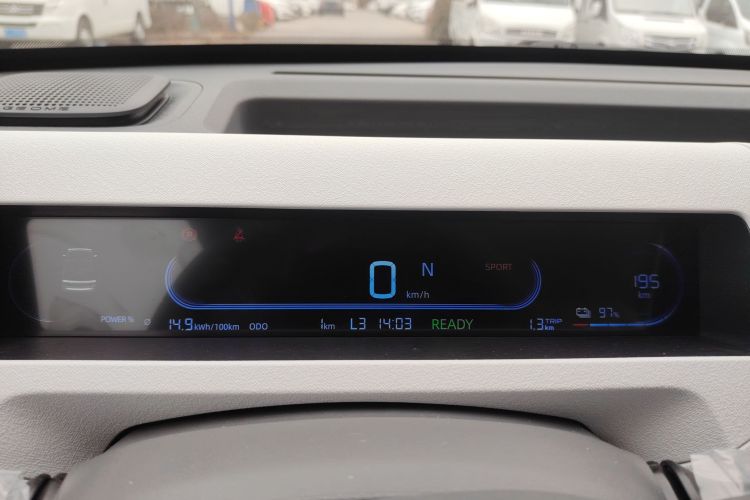 GEOME
0 N SPORT
km/h
195
km
POWER % Ø 14.9kWh/100km ODO 1km L3 14:03 READY 1.3 TRIP km 97%